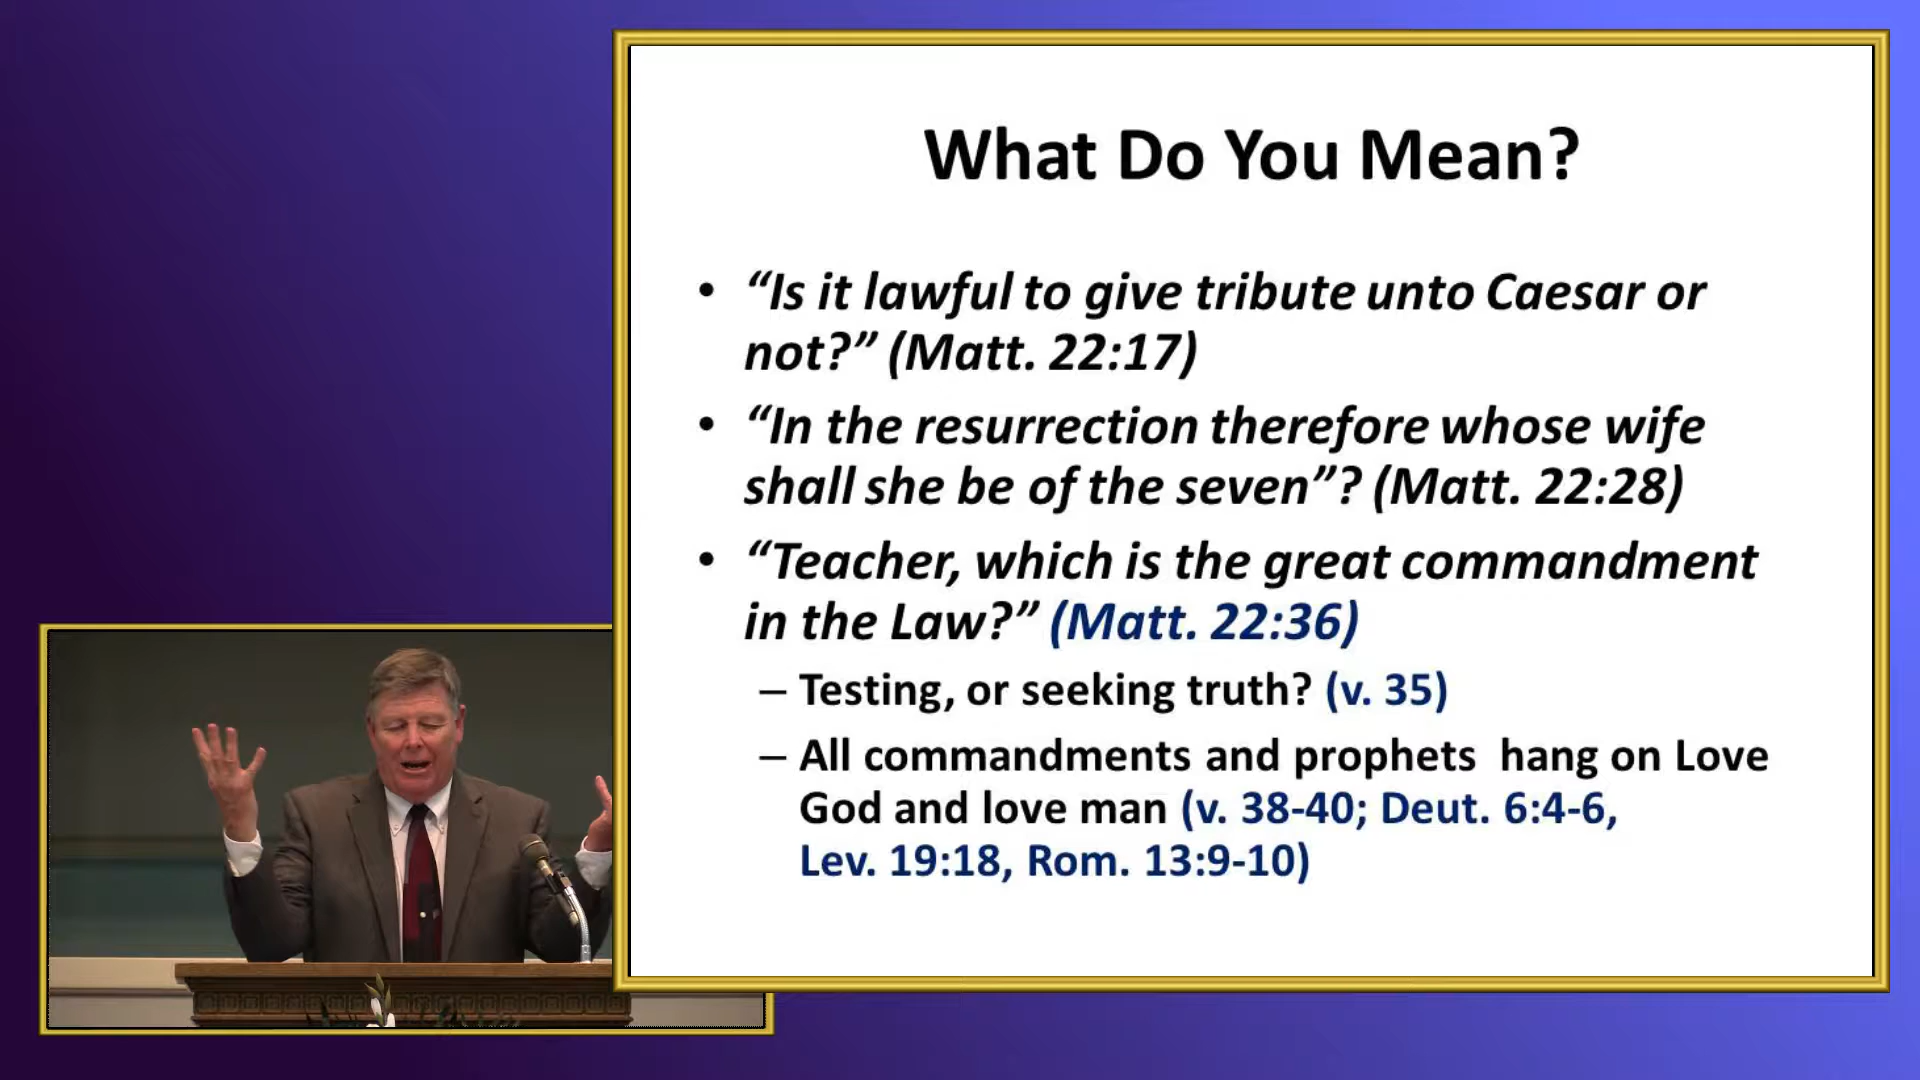 What Do You Mean?
• “Is it lawful to give tribute unto Caesar or
not?” (Matt. 22:17)
• “In the resurrection therefore whose wife
shall she be of the seven”? (Matt. 22:28)
• “Teacher, which is the great commandment
in the Law?” (Matt. 22:36)
– Testing, or seeking truth? (v. 35)
– All commandments and prophets  hang on Love
God and love man (v. 38-40; Deut. 6:4-6,
Lev. 19:18, Rom. 13:9-10)